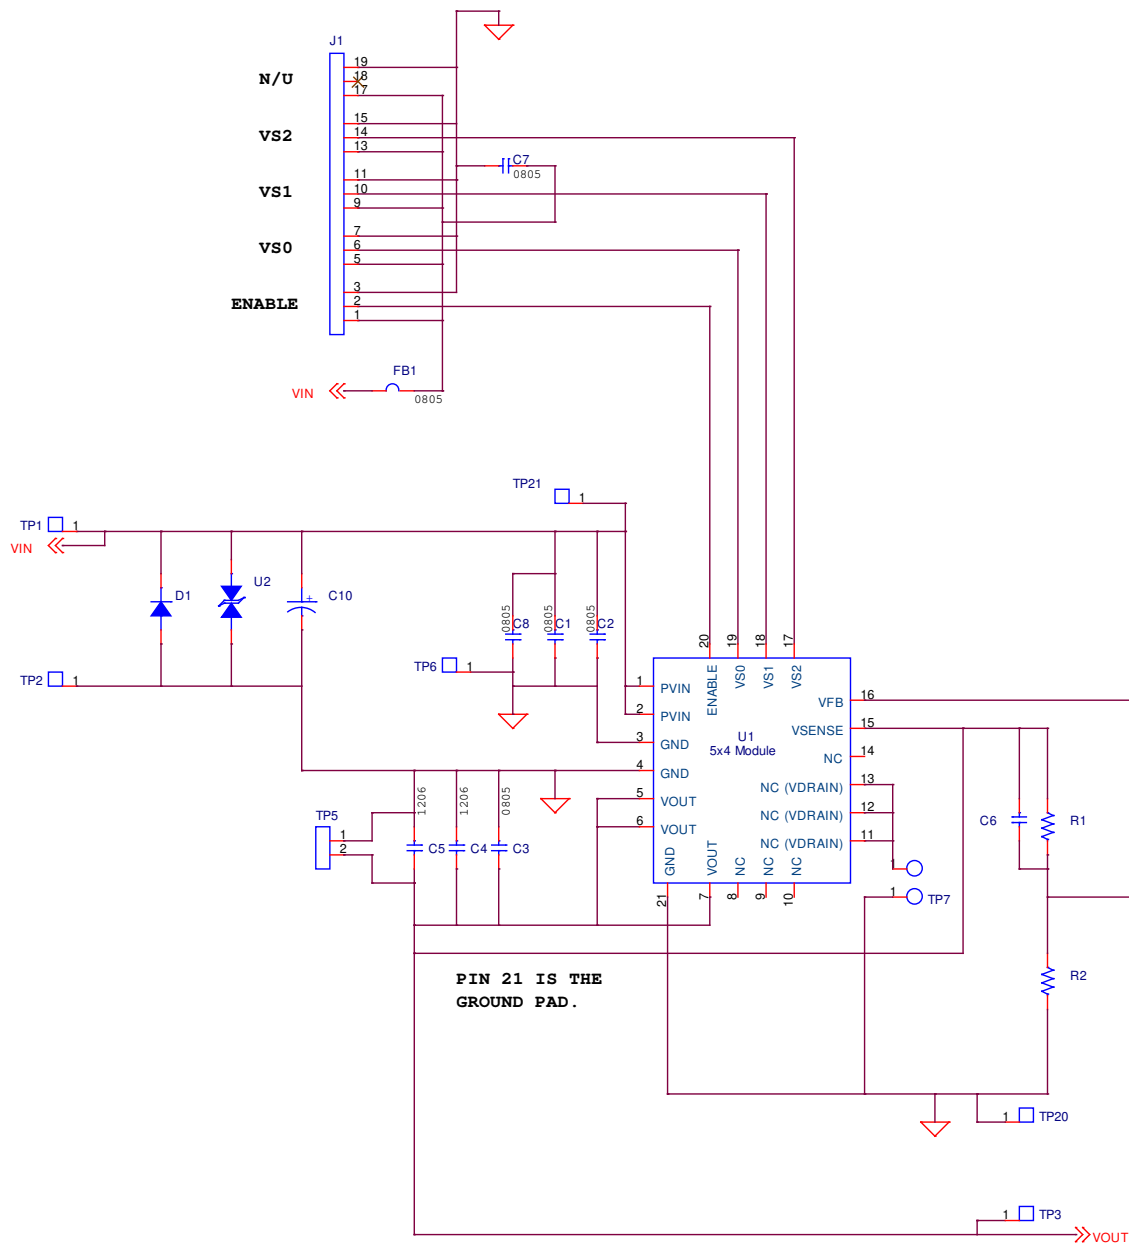 J1
19
N/U
18
17
15
VS2
14
13
C7
0805
11
VS1
10
9
7
VS0
6
5
3
ENABLE
2
1
FB1
VIN
0805
TP21
1
TP1
1
VIN
D1
U2
C10
0805
C8
0805
C1
0805
C2
TP6
1
TP2
1
20
19
18
17
ENABLE
VS0
VS1
VS2
1
PVIN
2
PVIN
3
GND
4
GND
5
VOUT
6
VOUT
U1
5x4 Module
VFB
16
VSENSE
15
NC
14
NC (VDRAIN)
13
NC (VDRAIN)
12
NC (VDRAIN)
11
GND
VOUT
NC
NC
NC
21
7
8
9
10
TP5
1
2
1206
C5
1206
C4
0805
C3
C6
R1
1
1
TP7
R2
PIN 21 IS THE
GROUND PAD.
1
TP20
1
TP3
VOUT